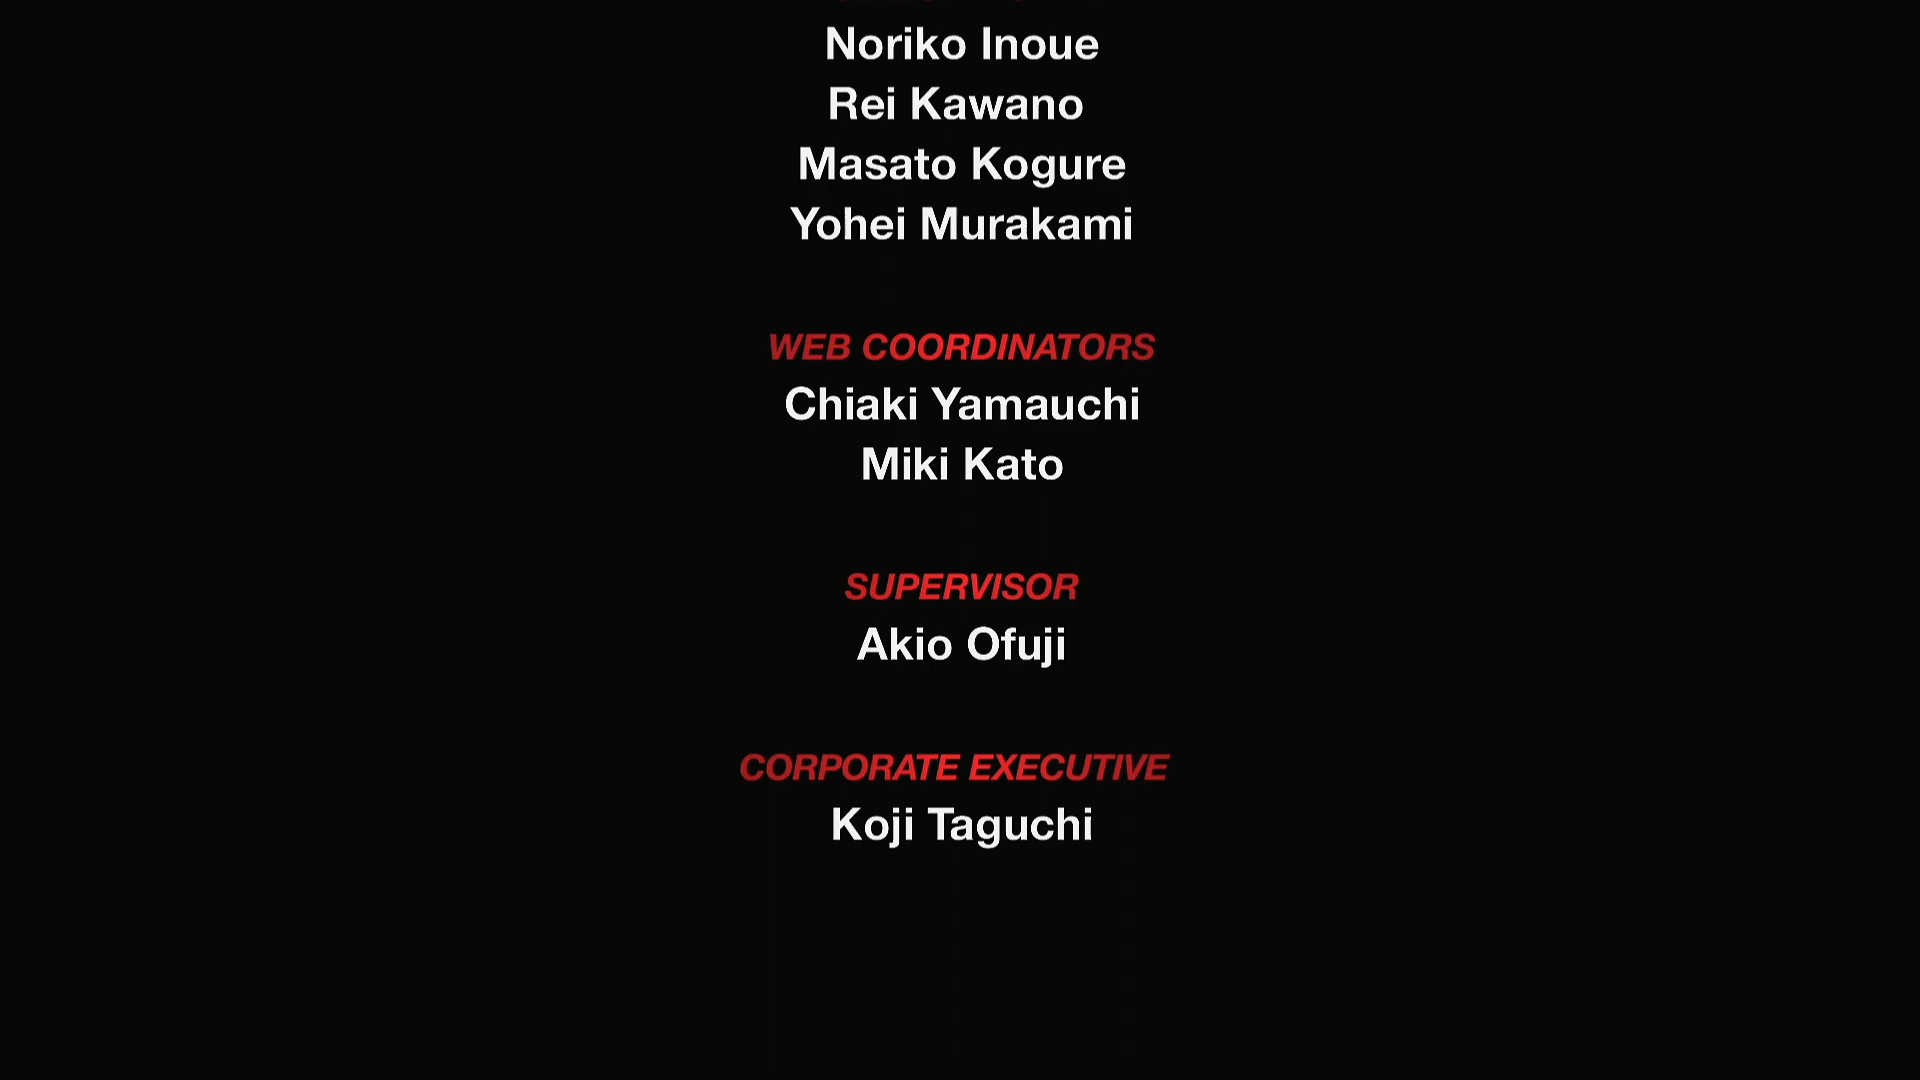 Noriko Inoue
Rei Kawano
Masato Kogure
Yohei Murakami
WEB COORDINATORS
Chiaki Yamauchi
Miki Kato
SUPERVISOR
Akio Ofuji
CORPORATE EXECUTIVE
Koji Taguchi